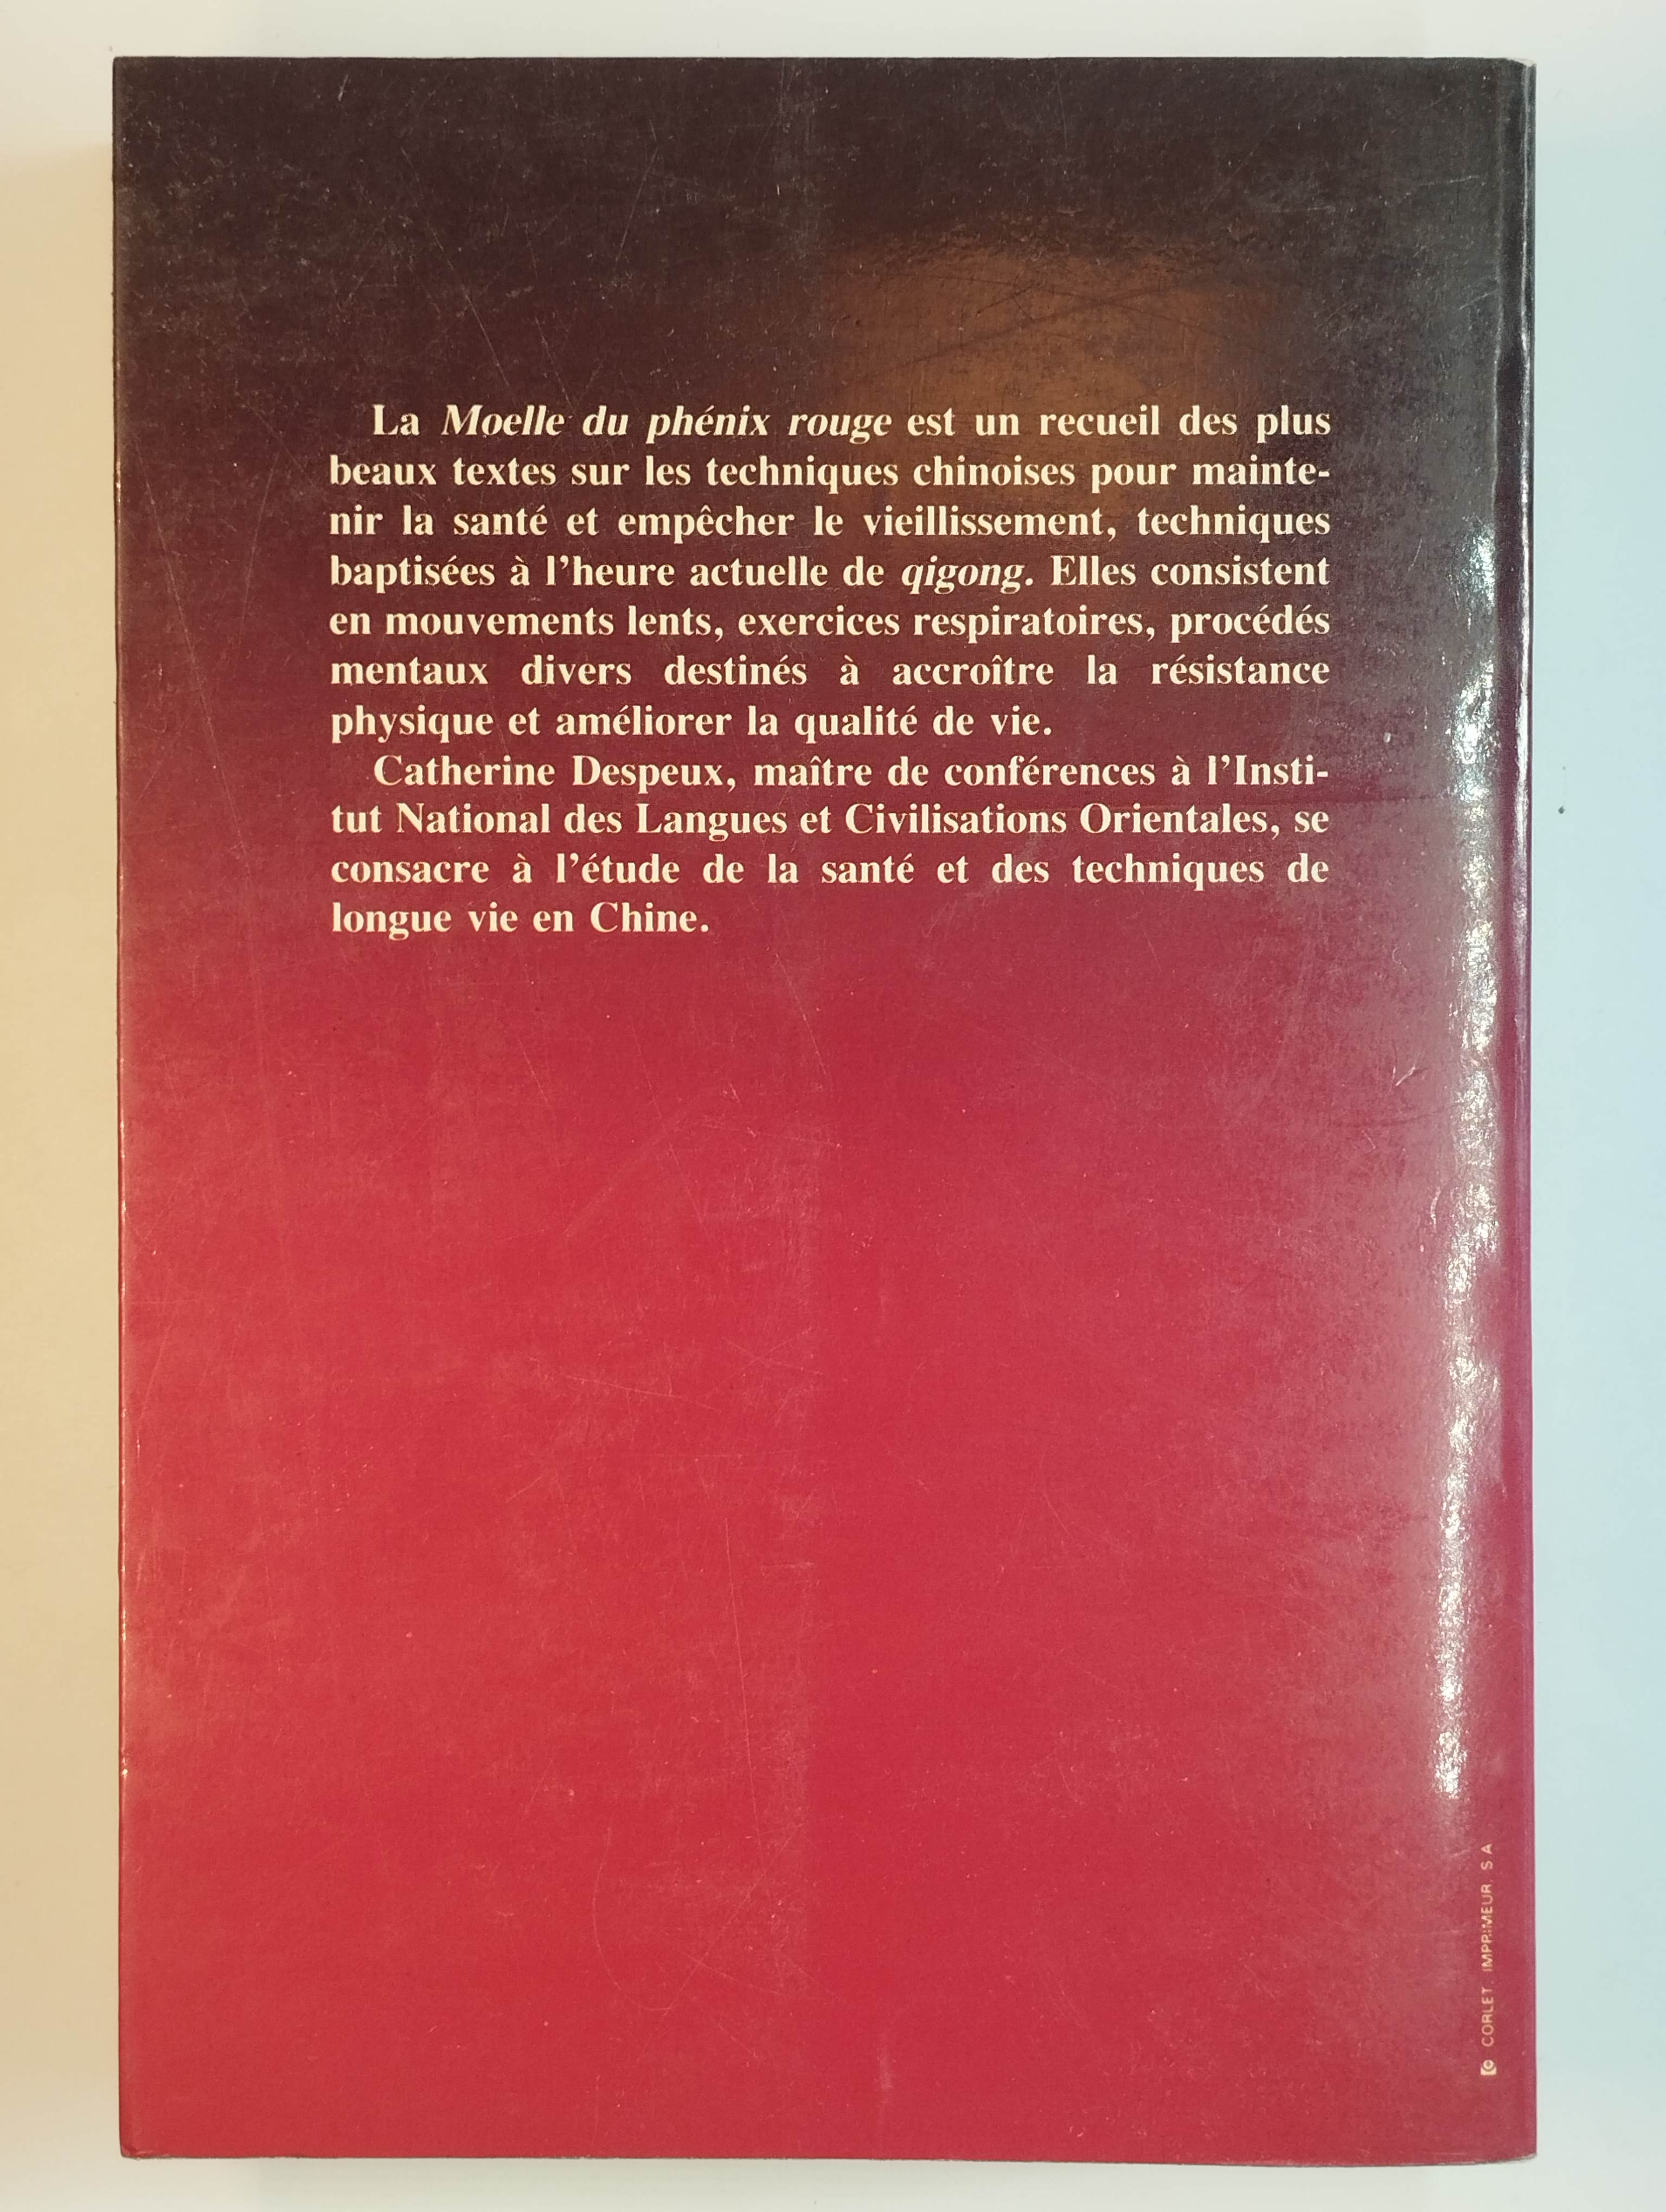 La Moelle du phénix rouge est un recueil des plus
beaux textes sur les techniques chinoises pour mainte-
nir la santé et empêcher le vieillissement, techniques
baptisées à l'heure actuelle de qigong. Elles consistent
en mouvements lents, exercices respiratoires, procédés
mentaux divers destinés à accroître la résistance
physique et améliorer la qualité de vie.
Catherine Despeux, maître de conférences à l'Insti-
tut National des Langues et Civilisations Orientales, se
consacre à l'étude de la santé et des techniques de
longue vie en Chine.
CORLET, IMPRIMEUR, S.A.